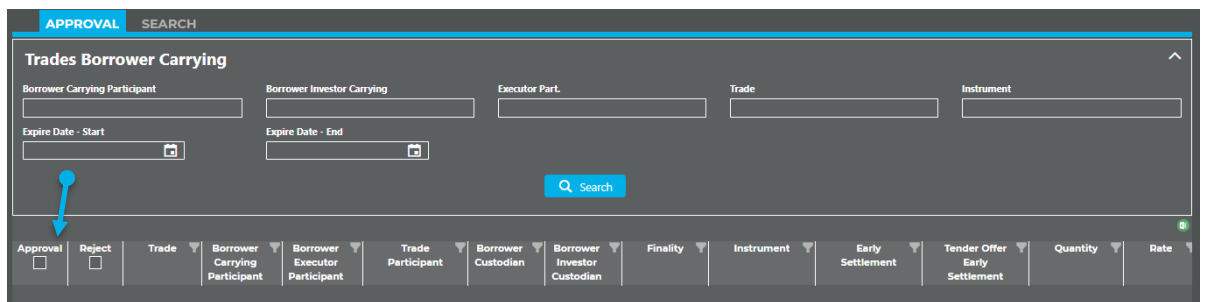 APPROVAL SEARCH
Trades Borrower Carrying
Borrower Carrying Participant Borrower Investor Carrying Executor Part. Trade Instrument
Expire Date - Start Expire Date - End
Search
Approval Reject Trade Borrower Borrower Trade Borrower Borrower Finality Instrument Early Tender Offer Quantity Rate
Carrying Executor Participant Custodian Investor Settlement Early
Participant Participant Custodian Settlement